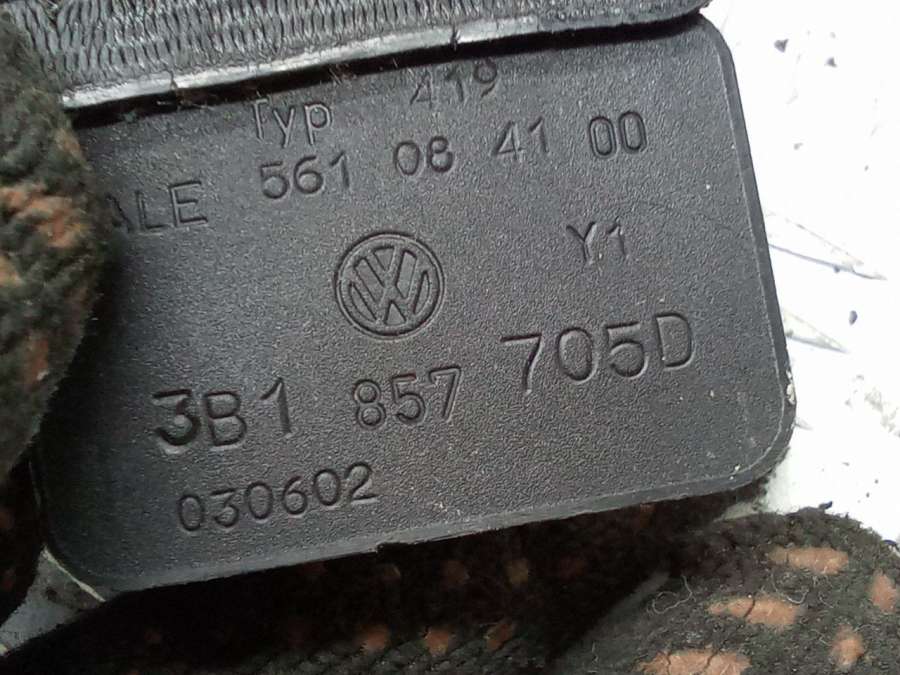 Typ 419
ALE 561 08 41 00
Y1
3B1 857 705D
030602